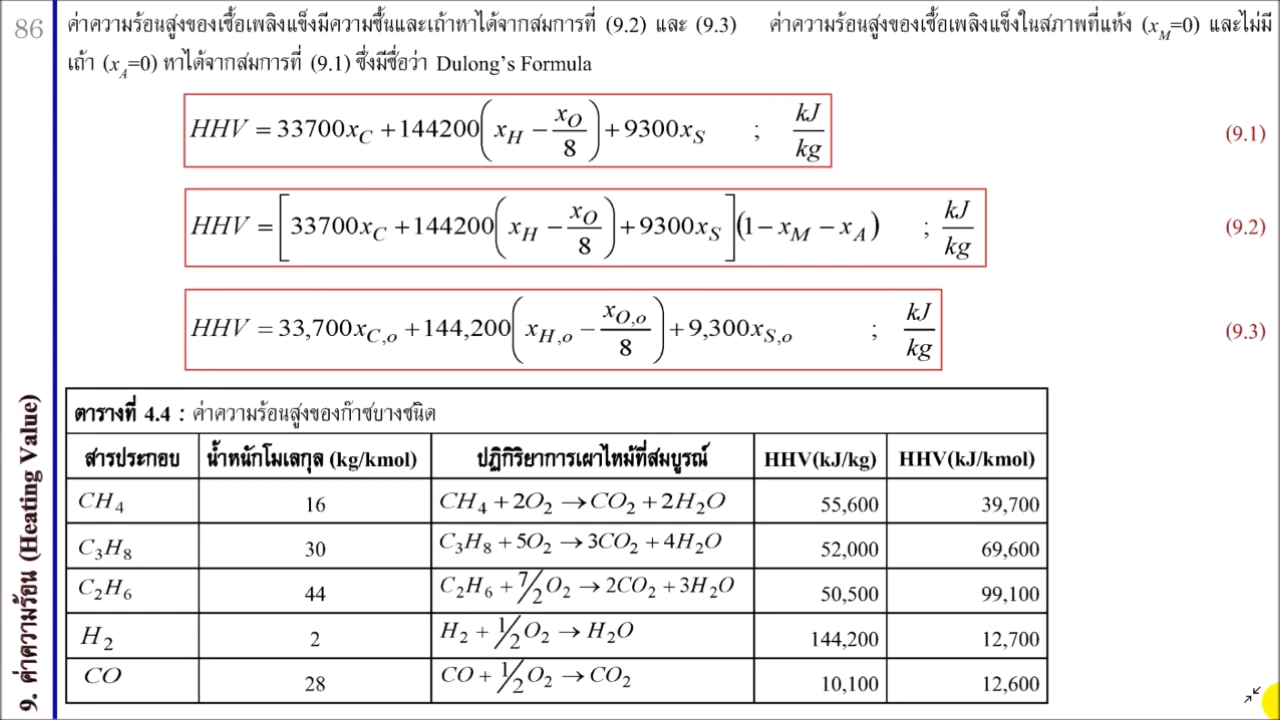 86
ค่าความร้อนสูงของเชื้อเพลิงแข็งมีความชื้นและเถ้าหาได้จากสมการที่ (9.2) และ (9.3) ค่าความร้อนสูงของเชื้อเพลิงแข็งในสภาพที่แห้ง (x_M=0) และไม่มี
เถ้า (x_A=0) หาได้จากสมการที่ (9.1) ซึ่งมีชื่อว่า Dulong's Formula
HHV = 33700x_C + 144200(x_H − x_O/8) + 9300x_S ; kJ/kg (9.1)
HHV = [33700x_C + 144200(x_H − x_O/8) + 9300x_S](1 − x_M − x_A) ; kJ/kg (9.2)
HHV = 33,700x_{C,o} + 144,200(x_{H,o} − x_{O,o}/8) + 9,300x_{S,o} ; kJ/kg (9.3)
9. ค่าความร้อน (Heating Value)
ตารางที่ 4.4 : ค่าความร้อนสูงของก๊าซบางชนิด
สารประกอบ น้ำหนักโมเลกุล (kg/kmol) ปฏิกิริยาการเผาไหม้ที่สมบูรณ์ HHV(kJ/kg) HHV(kJ/kmol)
CH₄ 16 CH₄ + 2O₂ → CO₂ + 2H₂O 55,600 39,700
C₃H₈ 30 C₃H₈ + 5O₂ → 3CO₂ + 4H₂O 52,000 69,600
C₂H₆ 44 C₂H₆ + 7/2O₂ → 2CO₂ + 3H₂O 50,500 99,100
H₂ 2 H₂ + 1/2O₂ → H₂O 144,200 12,700
CO 28 CO + 1/2O₂ → CO₂ 10,100 12,600